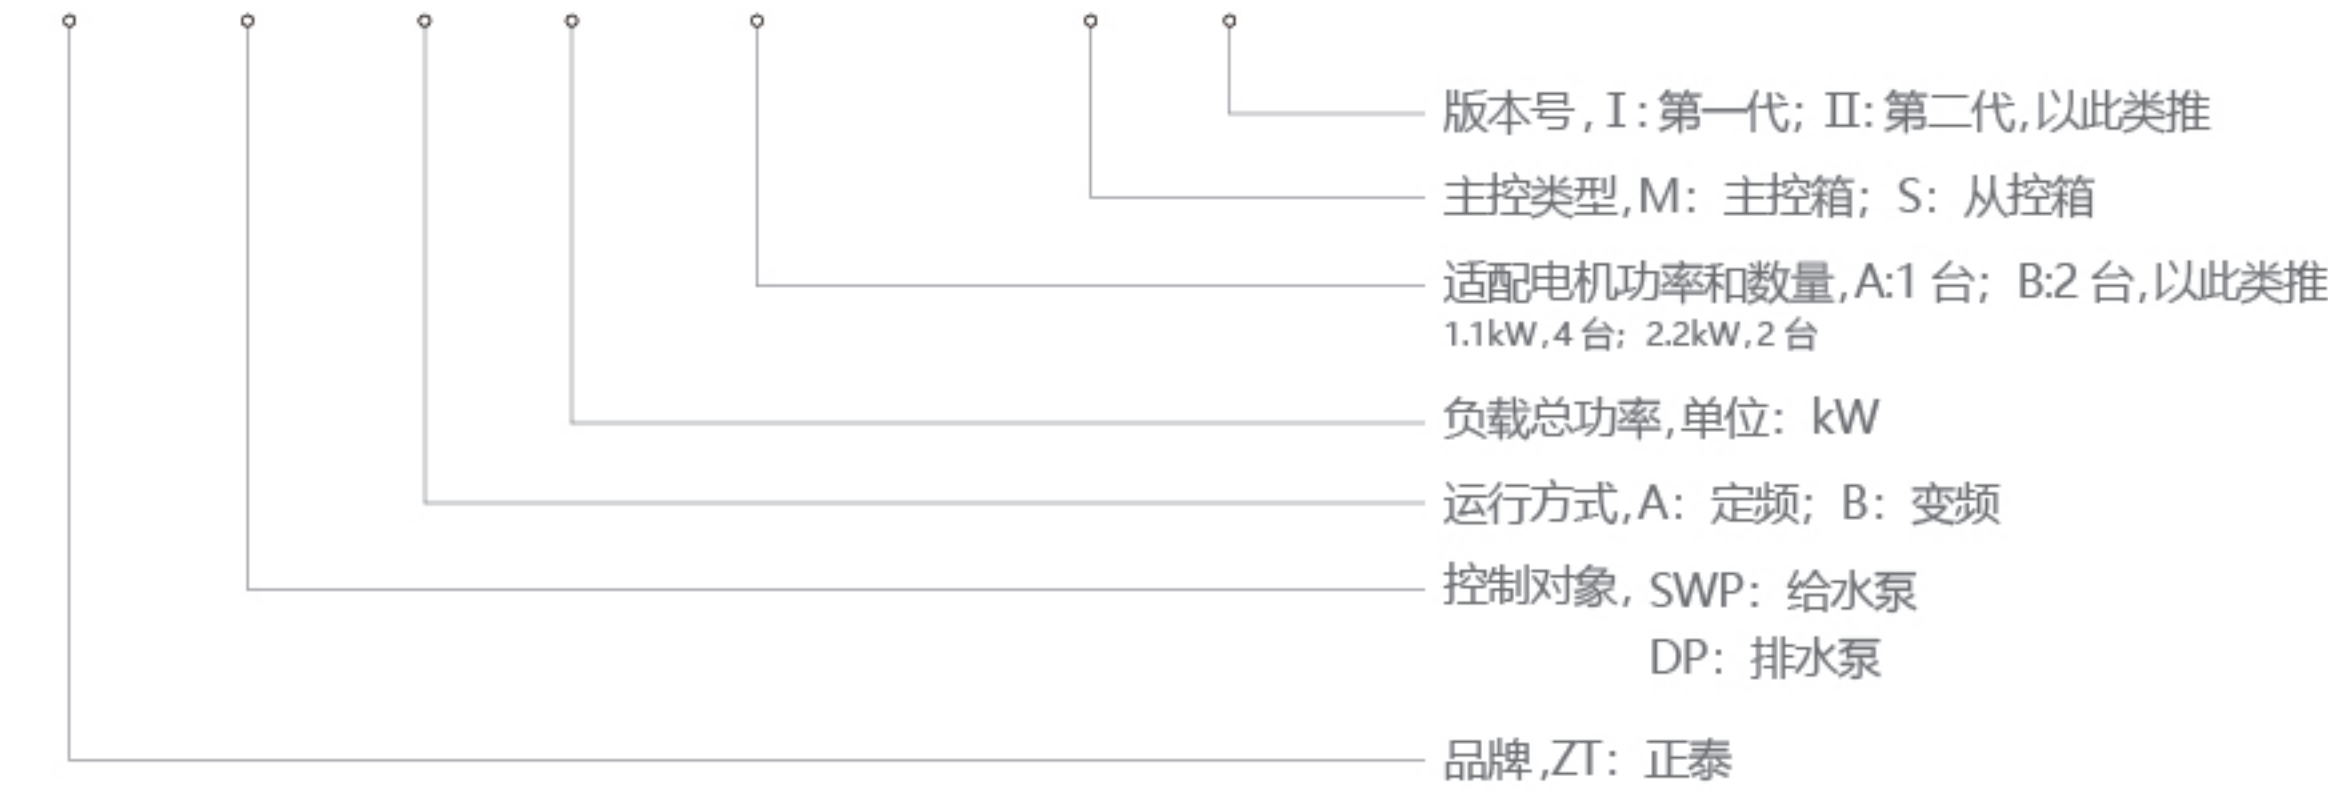 版本号,Ⅰ:第一代; Ⅱ:第二代,以此类推
主控类型,M: 主控箱; S: 从控箱
适配电机功率和数量,A:1 台; B:2 台,以此类推
1.1kW,4 台; 2.2kW,2 台
负载总功率,单位: kW
运行方式,A: 定频; B: 变频
控制对象, SWP: 给水泵
DP: 排水泵
品牌,ZT: 正泰